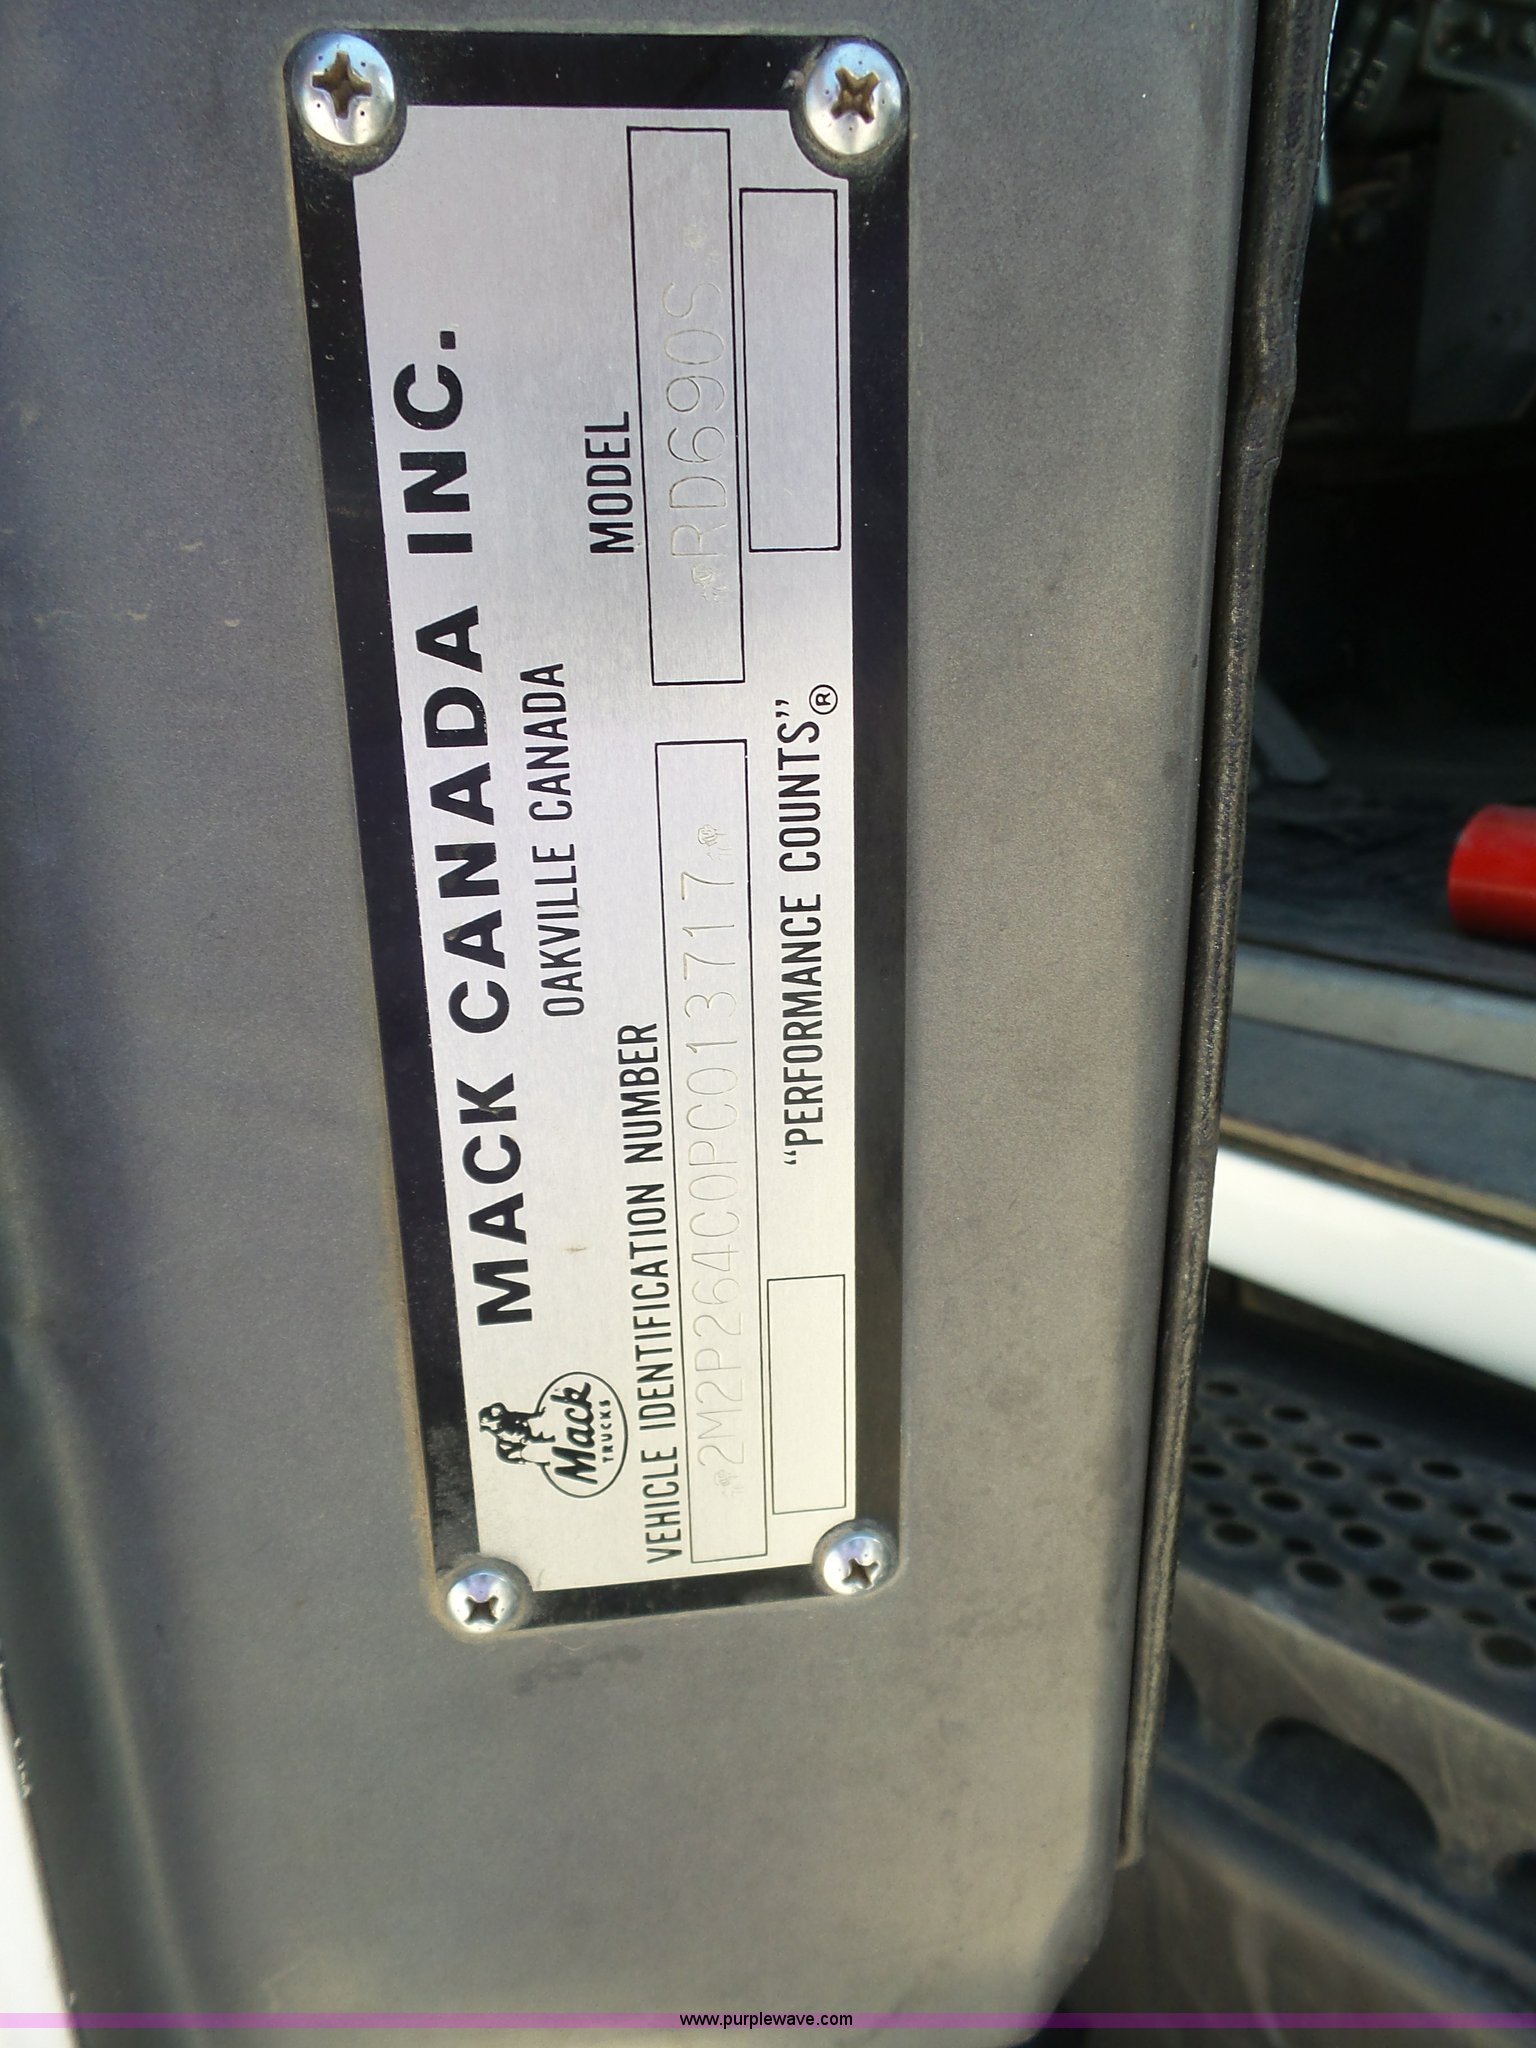 MACK CANADA INC.
OAKVILLE CANADA
Mack
TRUCKS
VEHICLE IDENTIFICATION NUMBER
MODEL
2M2P264C0PC013717
RD690S
"PERFORMANCE COUNTS"®
www.purplewave.com